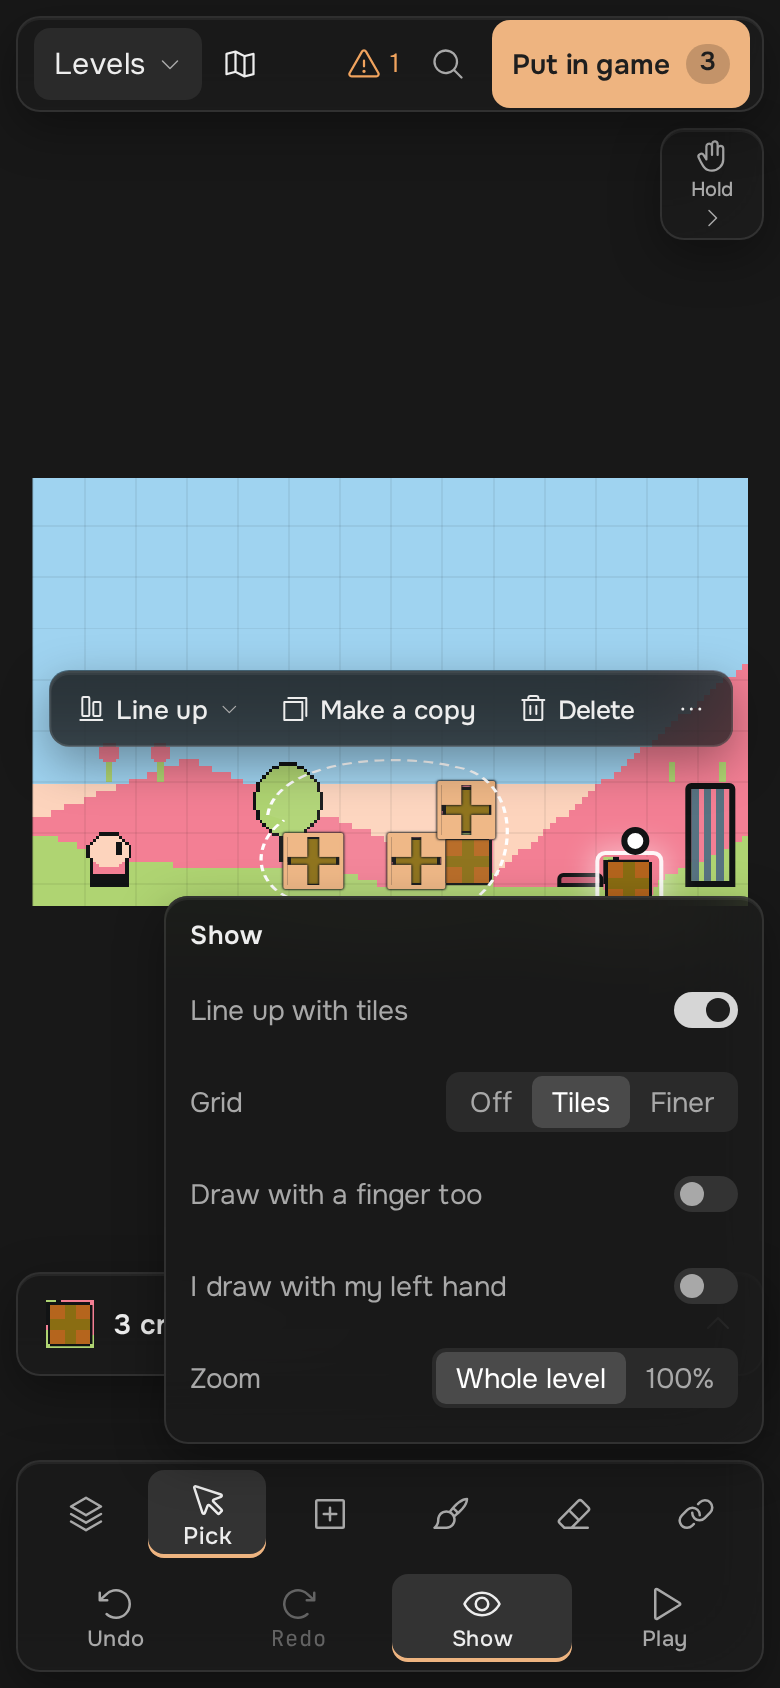 Levels
1
Put in game 3
Hold
Line up
Make a copy
Delete
Show
Line up with tiles
Grid
Off Tiles Finer
Draw with a finger too
I draw with my left hand
3 cr
Zoom
Whole level 100%
Pick
Undo
Redo
Show
Play